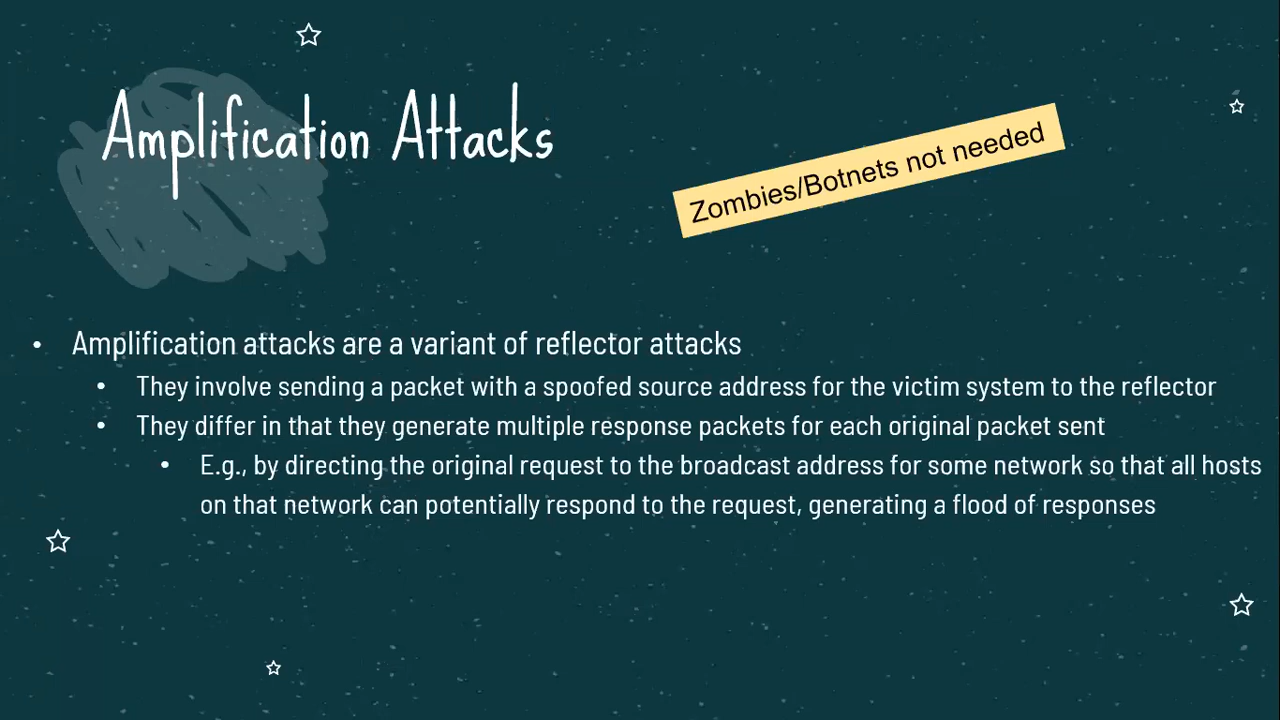 Amplification Attacks
Zombies/Botnets not needed
• Amplification attacks are a variant of reflector attacks
• They involve sending a packet with a spoofed source address for the victim system to the reflector
• They differ in that they generate multiple response packets for each original packet sent
• E.g., by directing the original request to the broadcast address for some network so that all hosts
on that network can potentially respond to the request, generating a flood of responses